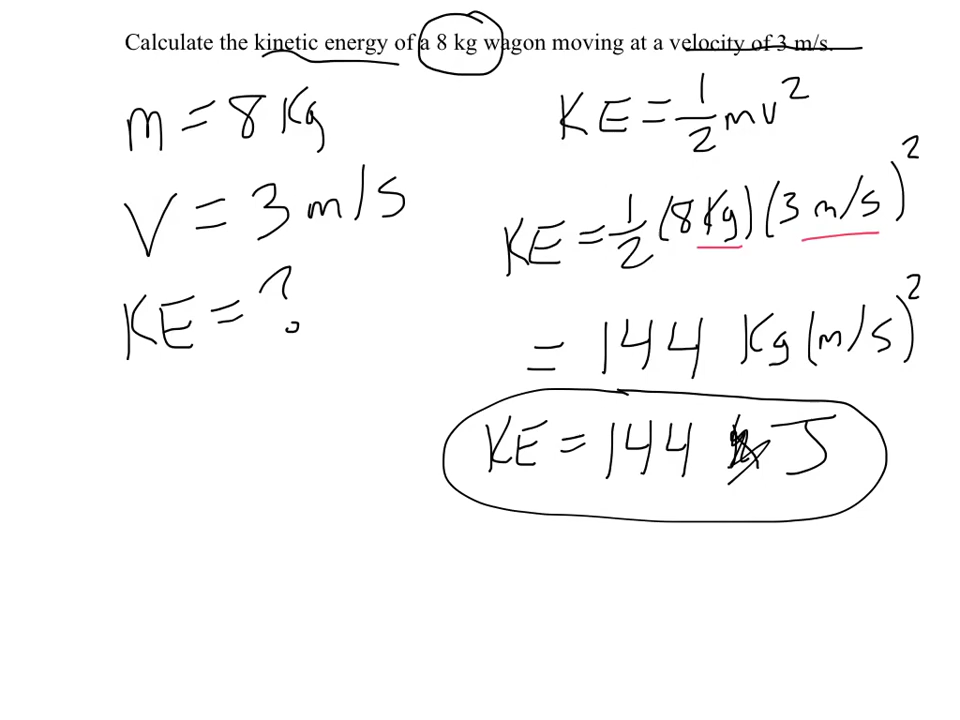 Calculate the kinetic energy of a 8 kg wagon moving at a velocity of 3 m/s.
m = 8 Kg
V = 3 m/s
KE = ?
KE = 1/2 mv²
KE = 1/2 (8 Kg)(3 m/s)²
= 144 Kg (m/s)²
KE = 144 J